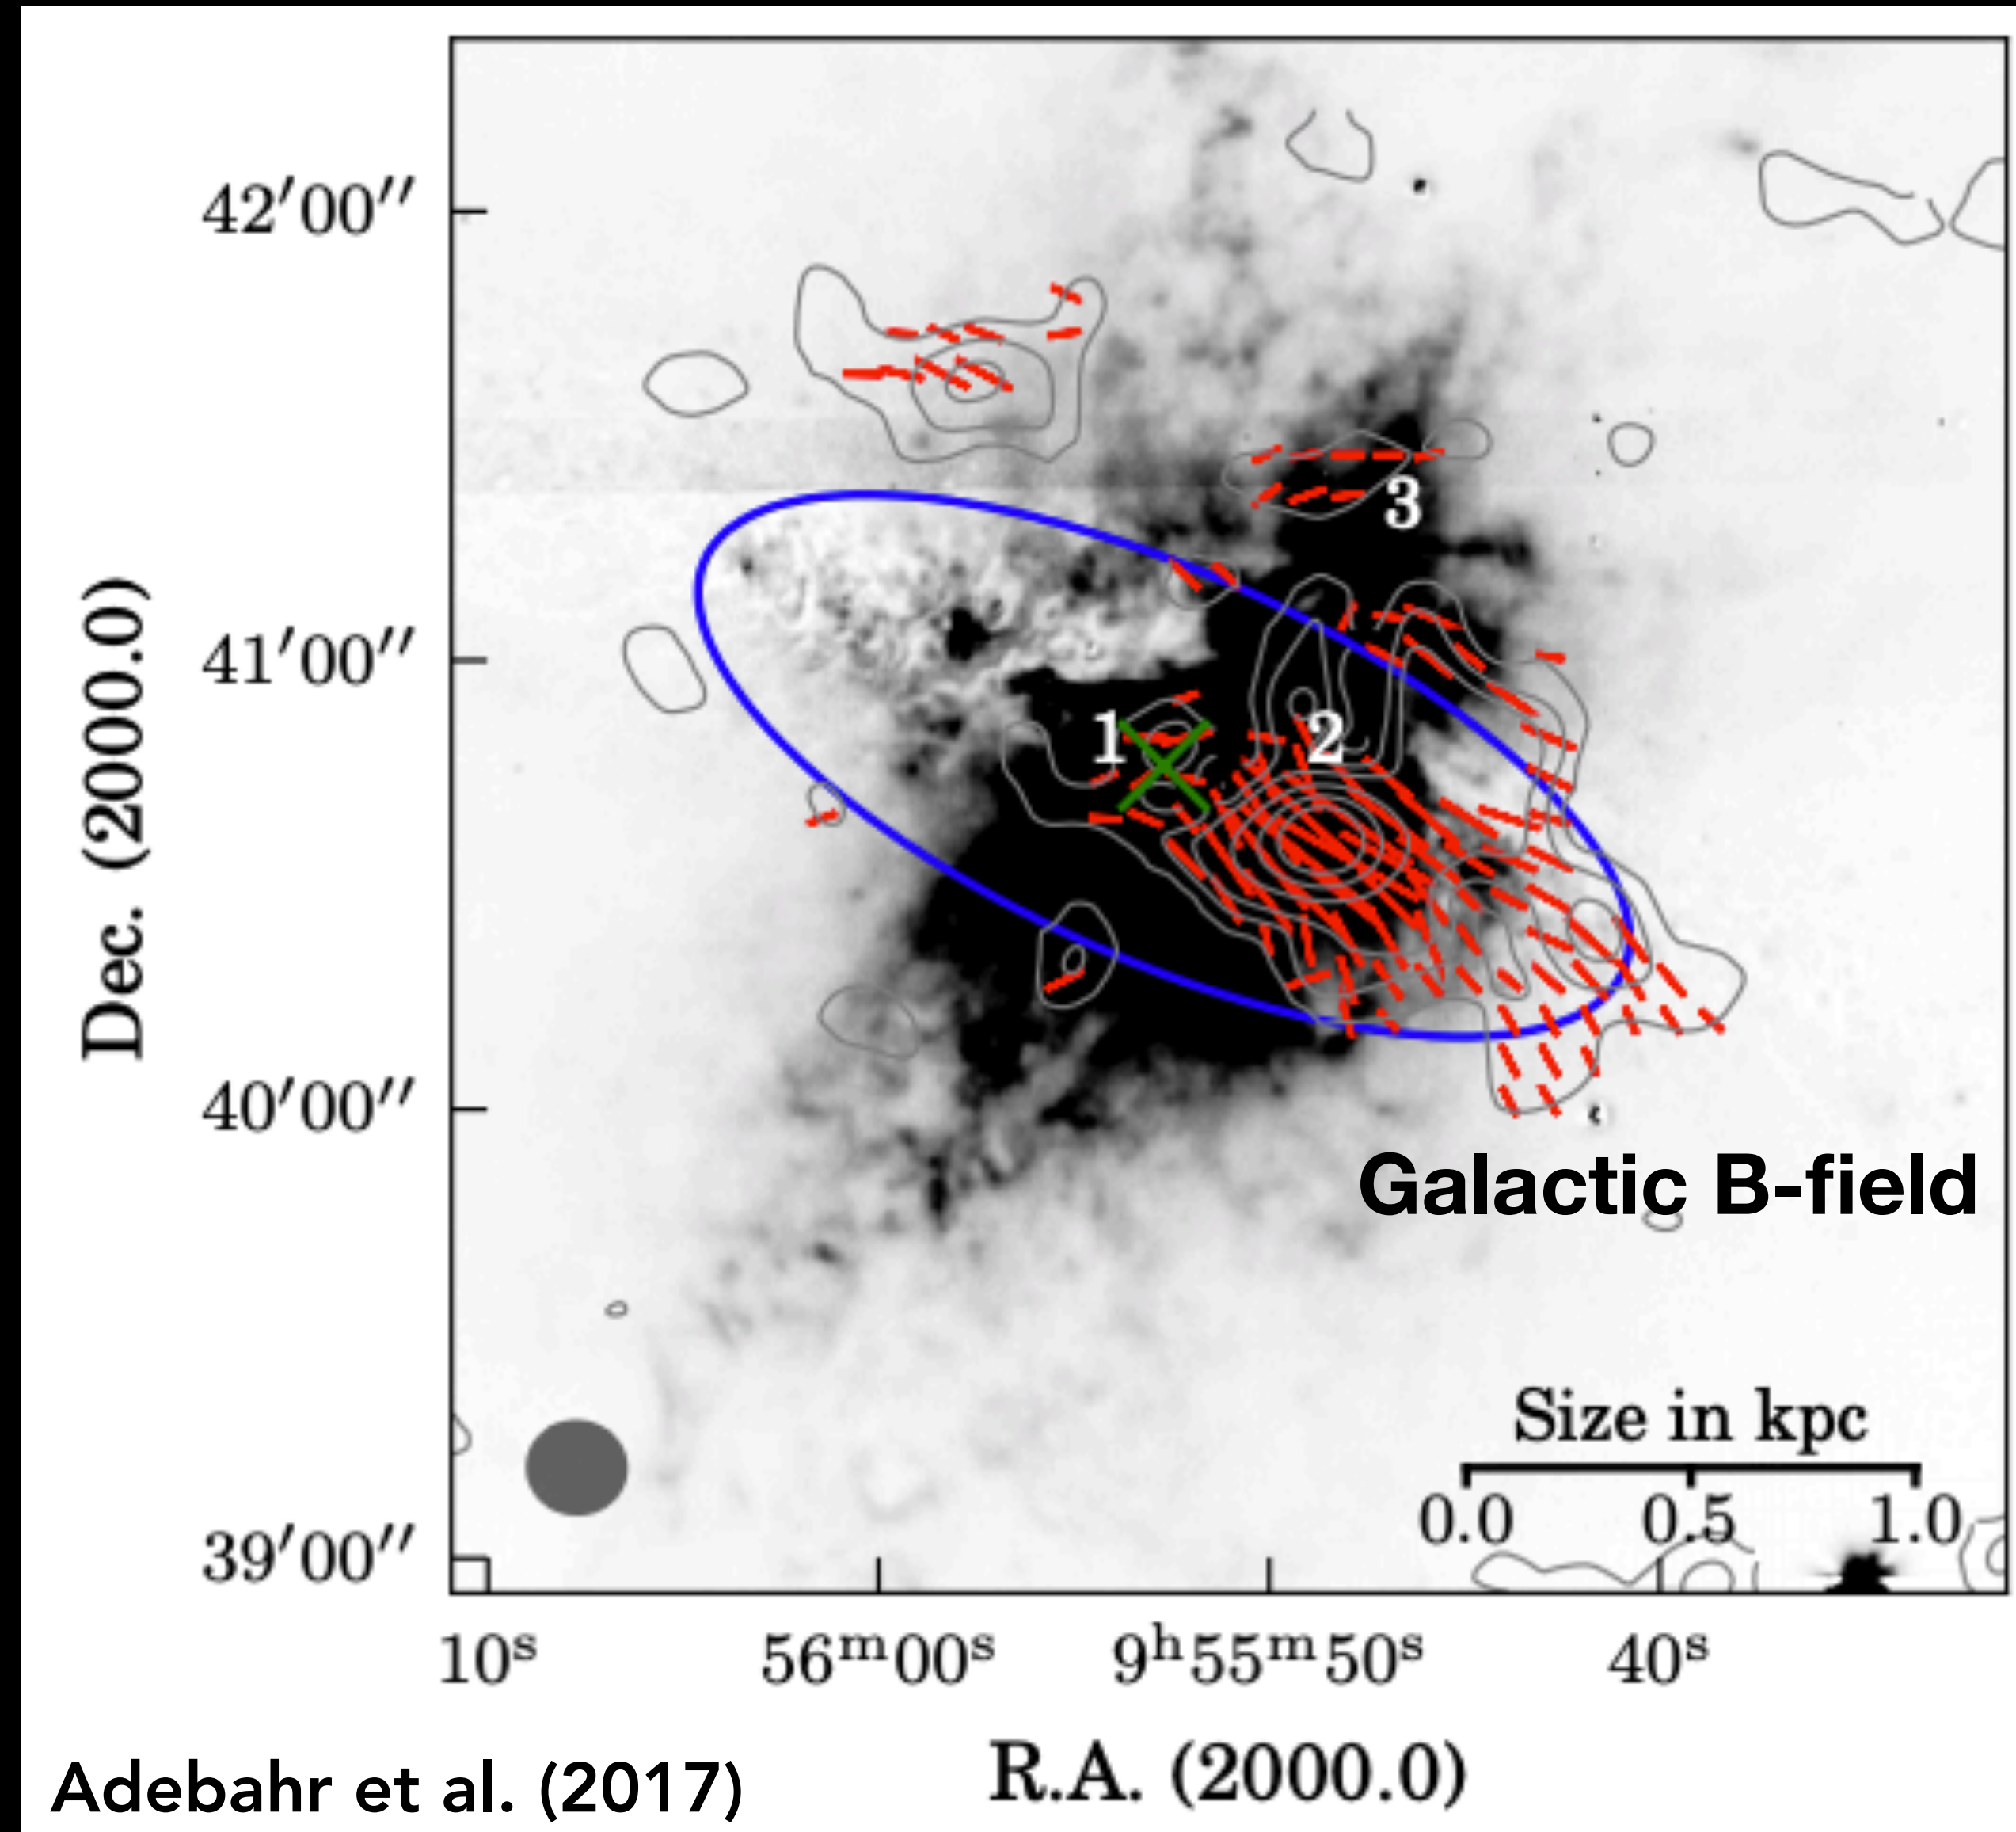 42′00″
41′00″
40′00″
39′00″
Dec. (2000.0)
3
1
2
Galactic B-field
Size in kpc
0.0 0.5 1.0
10ˢ 56ᵐ00ˢ 9ʰ55ᵐ50ˢ 40ˢ
R.A. (2000.0)
Adebahr et al. (2017)